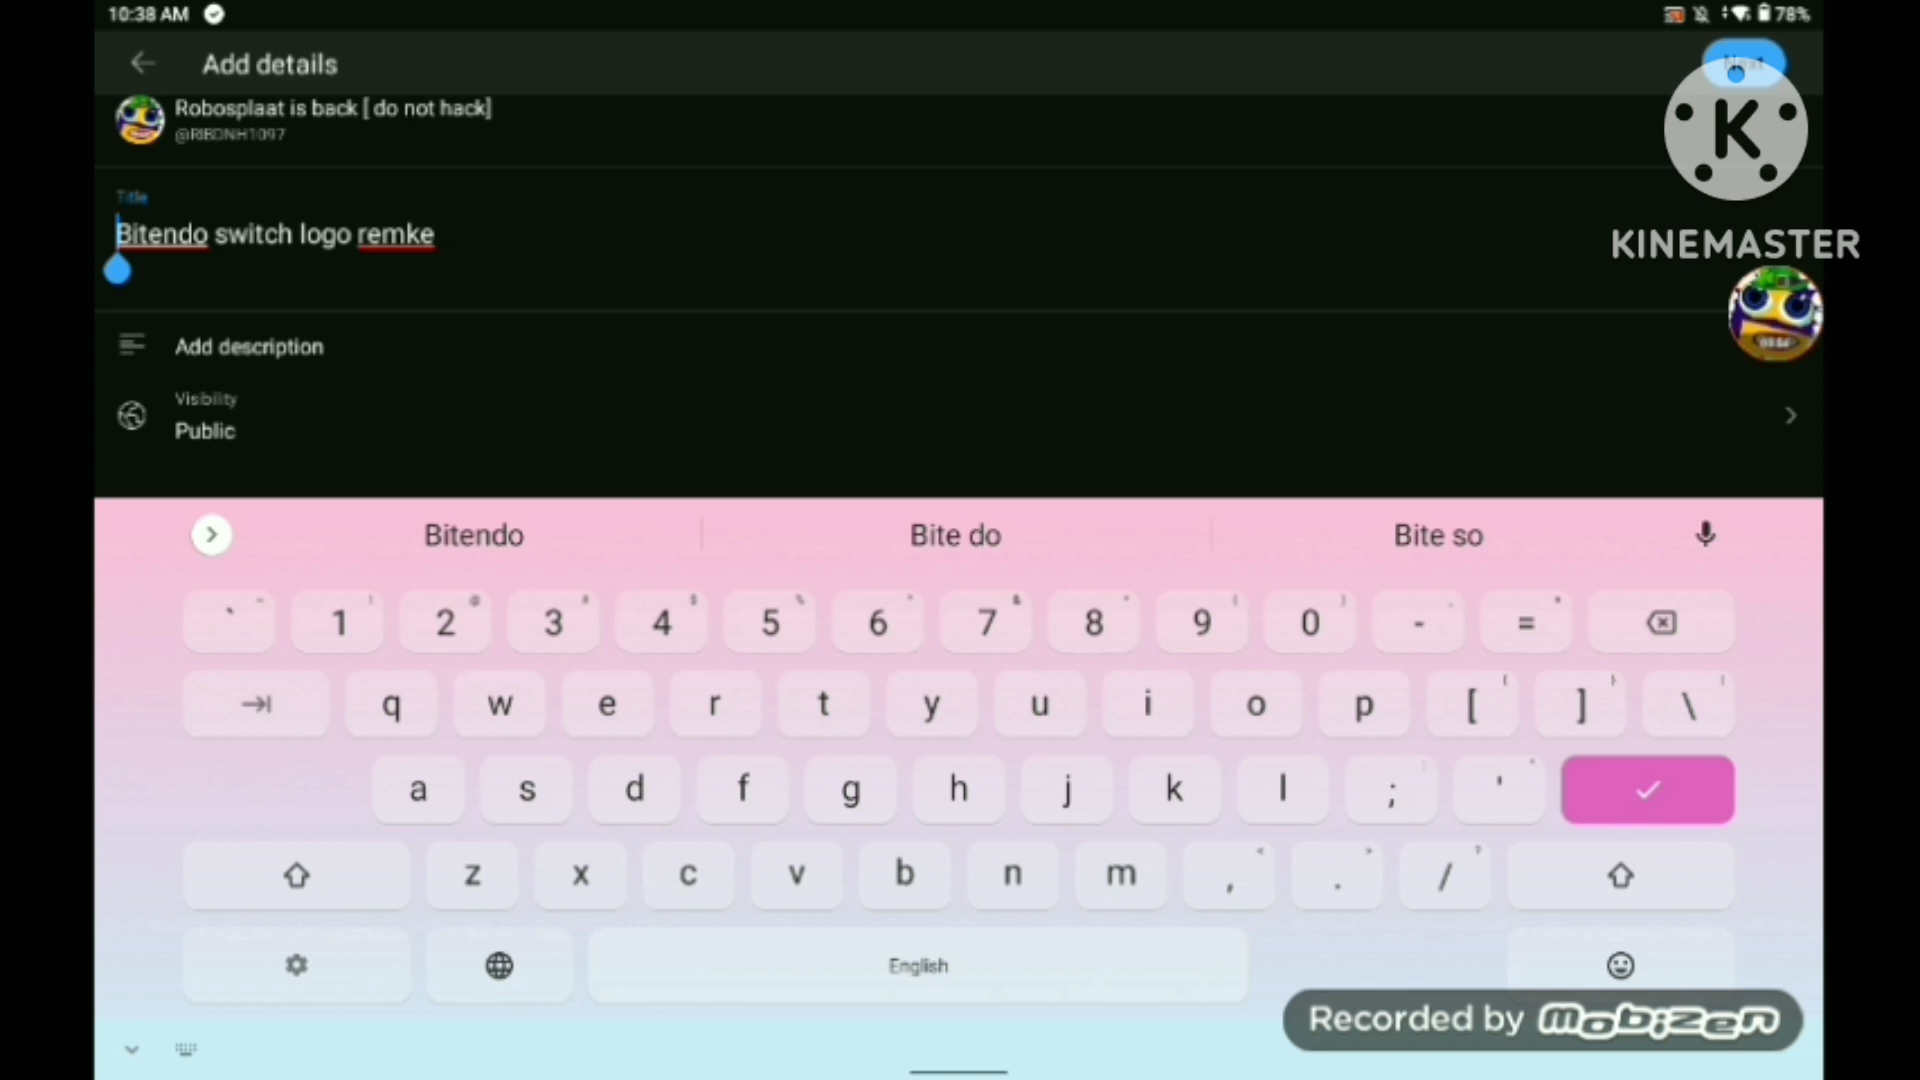 10:38 AM
78%
Add details
Robosplaat is back [ do not hack]
@RIBDNH1097
K
KINEMASTER
Title
Bitendo switch logo remke
Add description
Visibility
Public
Bitendo Bite do Bite so
` 1 2 3 4 5 6 7 8 9 0 - =
q w e r t y u i o p [ ] \
a s d f g h j k l ; '
z x c v b n m , . /
English
Recorded by Mobizen